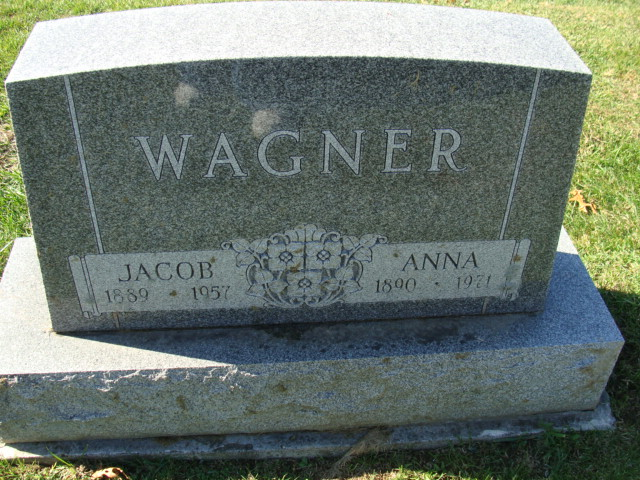 WAGNER
JACOB
1889 • 1957
ANNA
1890 • 1971